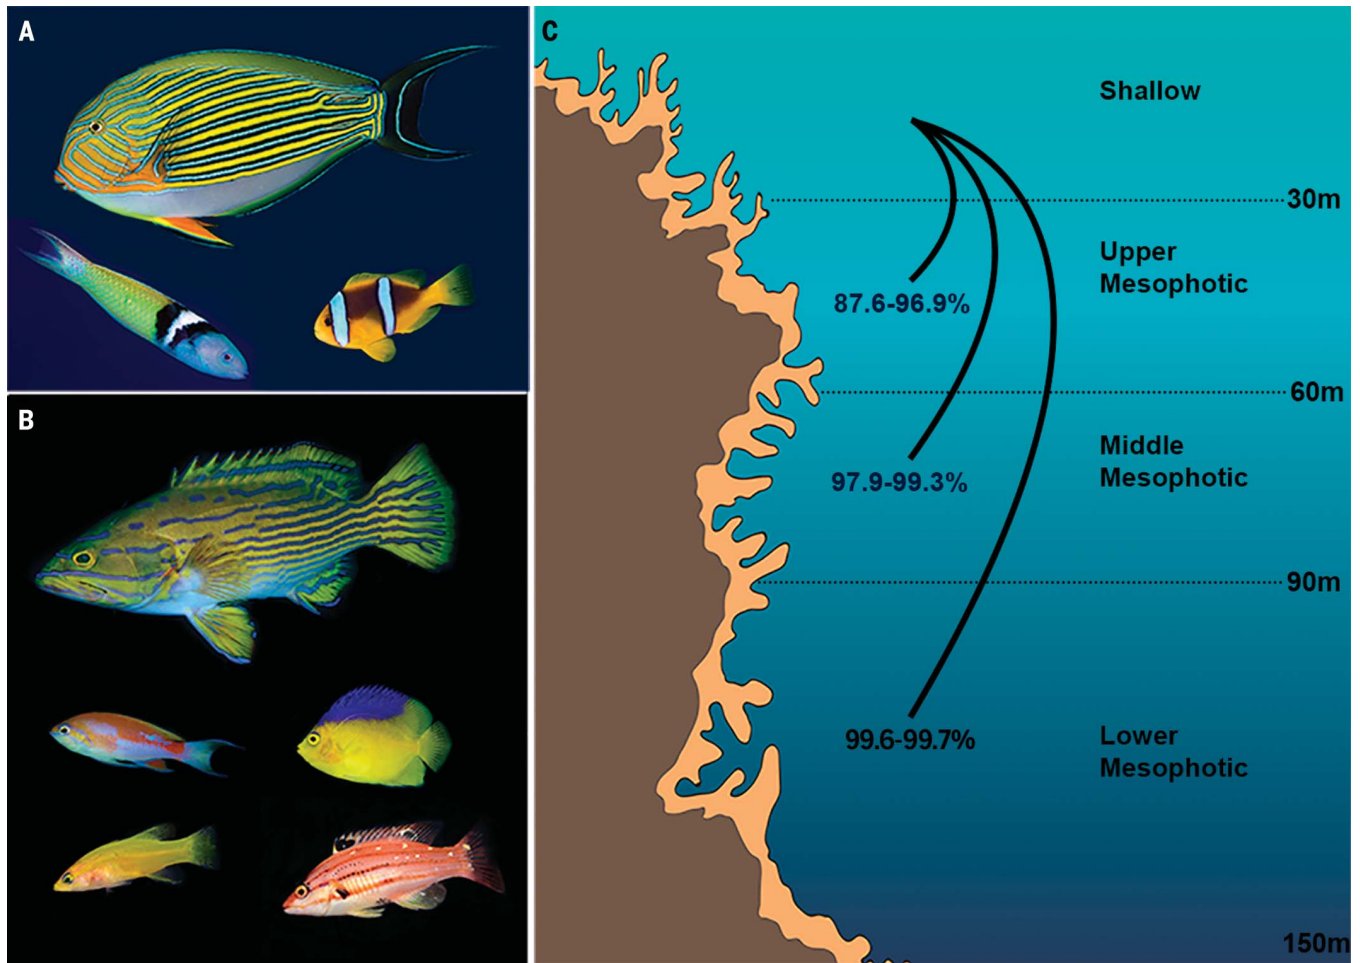 A
B
C
Shallow
30m
Upper
Mesophotic
87.6-96.9%
60m
Middle
Mesophotic
97.9-99.3%
90m
Lower
Mesophotic
99.6-99.7%
150m